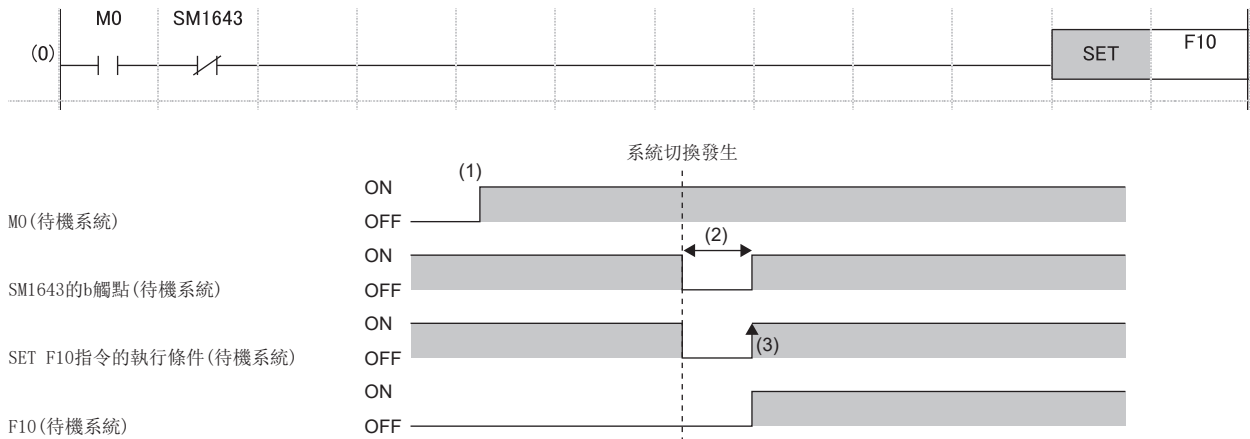 M0 SM1643
(0) SET F10
系統切換發生
(1)
ON
M0(待機系統) OFF
(2)
ON
SM1643的b觸點(待機系統) OFF
ON
(3)
SET F10指令的執行條件(待機系統) OFF
ON
F10(待機系統) OFF